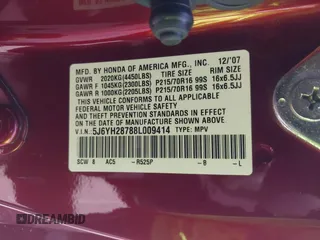 MFD. BY HONDA OF AMERICA MFG., INC. 12/'07
GVWR 2020KG(4450LBS) TIRE SIZE RIM SIZE
GAWR F 1045KG(2300LBS) P215/70R16 99S 16x6.5JJ
GAWR R 1000KG(2205LBS) P215/70R16 99S 16x6.5JJ
THIS VEHICLE CONFORMS TO ALL APPLICABLE
FEDERAL MOTOR VEHICLE SAFETY
STANDARDS IN EFFECT ON THE
DATE OF MANUFACTURE SHOWN ABOVE.
V.I.N: 5J6YH28788L009414 TYPE: MPV
SCW 8 AC5 - R525P - B - L
DREAMBID